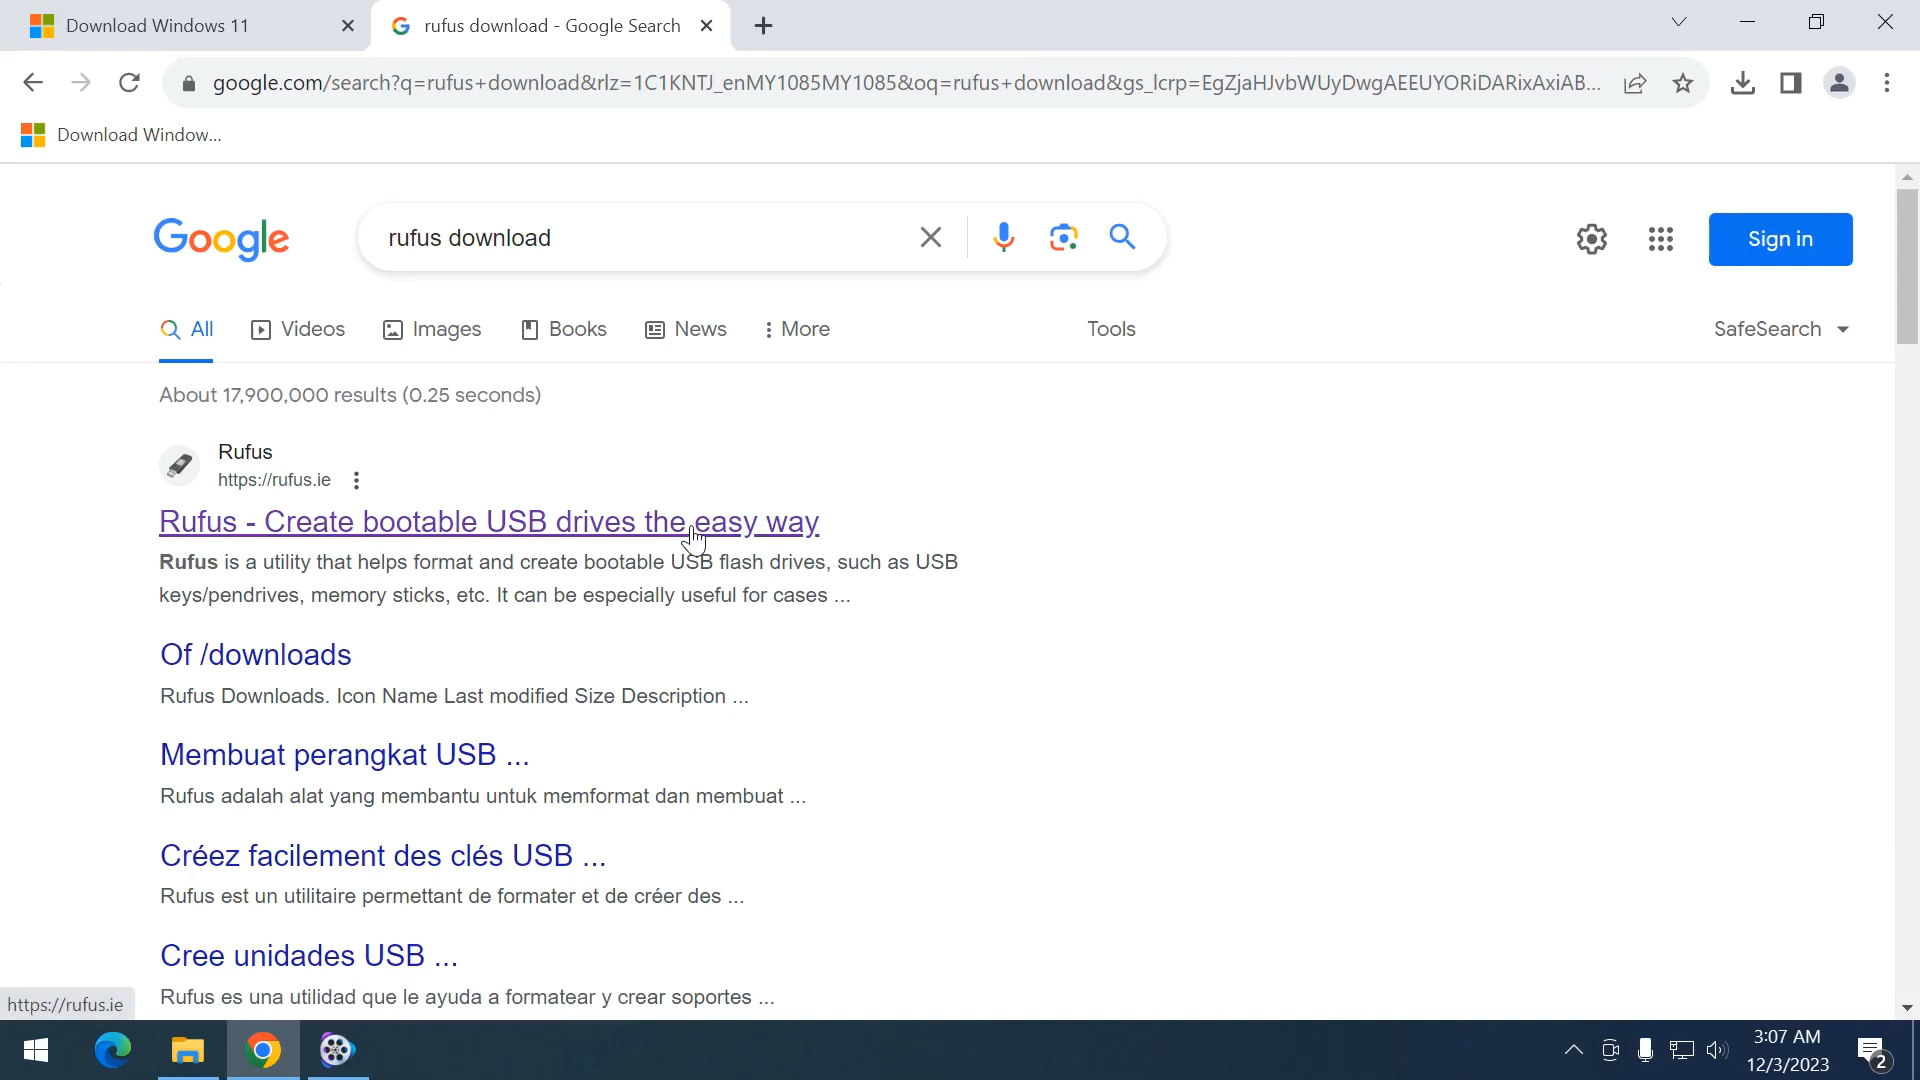 Download Windows 11
rufus download - Google Search
google.com/search?q=rufus+download&rlz=1C1KNTJ_enMY1085MY1085&oq=rufus+download&gs_lcrp=EgZjaHJvbWUyDwgAEEUYORiDARixAxiAB...
Download Window...
Google
rufus download
Sign in
All
Videos
Images
Books
News
More
Tools
SafeSearch
About 17,900,000 results (0.25 seconds)
Rufus
https://rufus.ie
Rufus - Create bootable USB drives the easy way
Rufus is a utility that helps format and create bootable USB flash drives, such as USB
keys/pendrives, memory sticks, etc. It can be especially useful for cases ...
Of /downloads
Rufus Downloads. Icon Name Last modified Size Description ...
Membuat perangkat USB ...
Rufus adalah alat yang membantu untuk memformat dan membuat ...
Créez facilement des clés USB ...
Rufus est un utilitaire permettant de formater et de créer des ...
Cree unidades USB ...
Rufus es una utilidad que le ayuda a formatear y crear soportes ...
https://rufus.ie
3:07 AM
12/3/2023
2